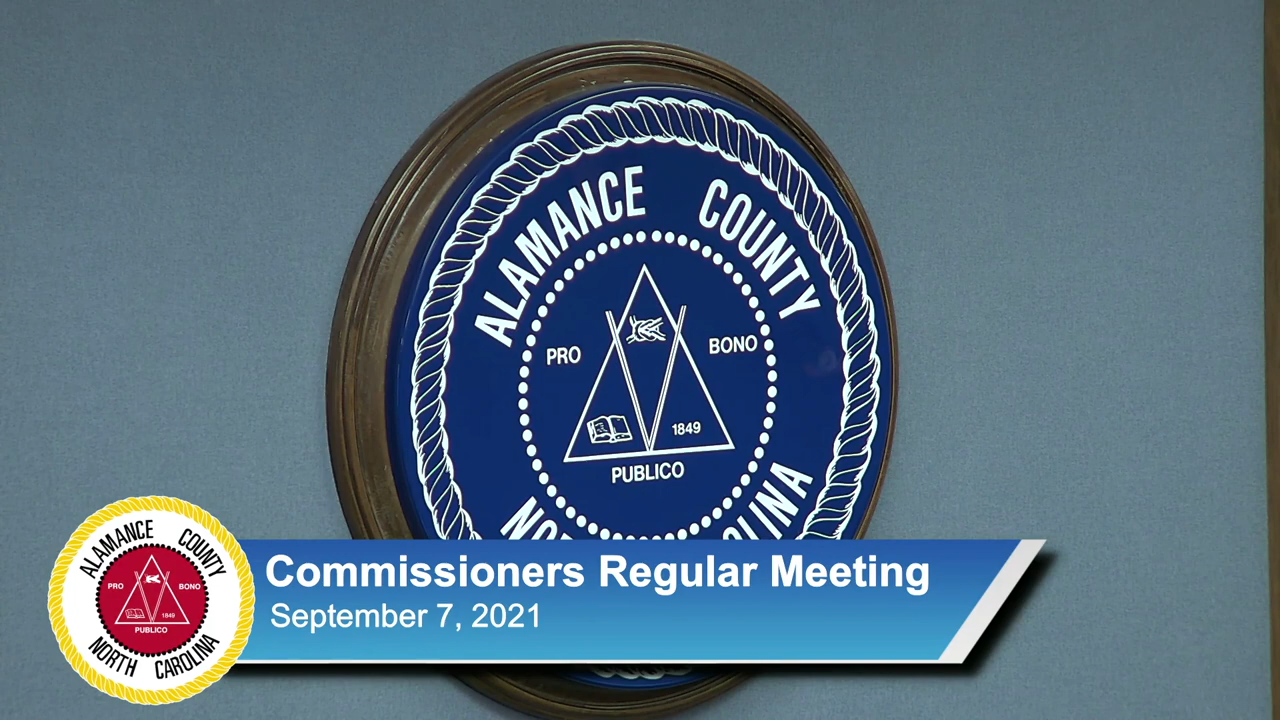 ALAMANCE COUNTY
PRO BONO
1849
PUBLICO
Commissioners Regular Meeting
September 7, 2021
ALAMANCE COUNTY
PRO BONO
1849
PUBLICO
NORTH CAROLINA